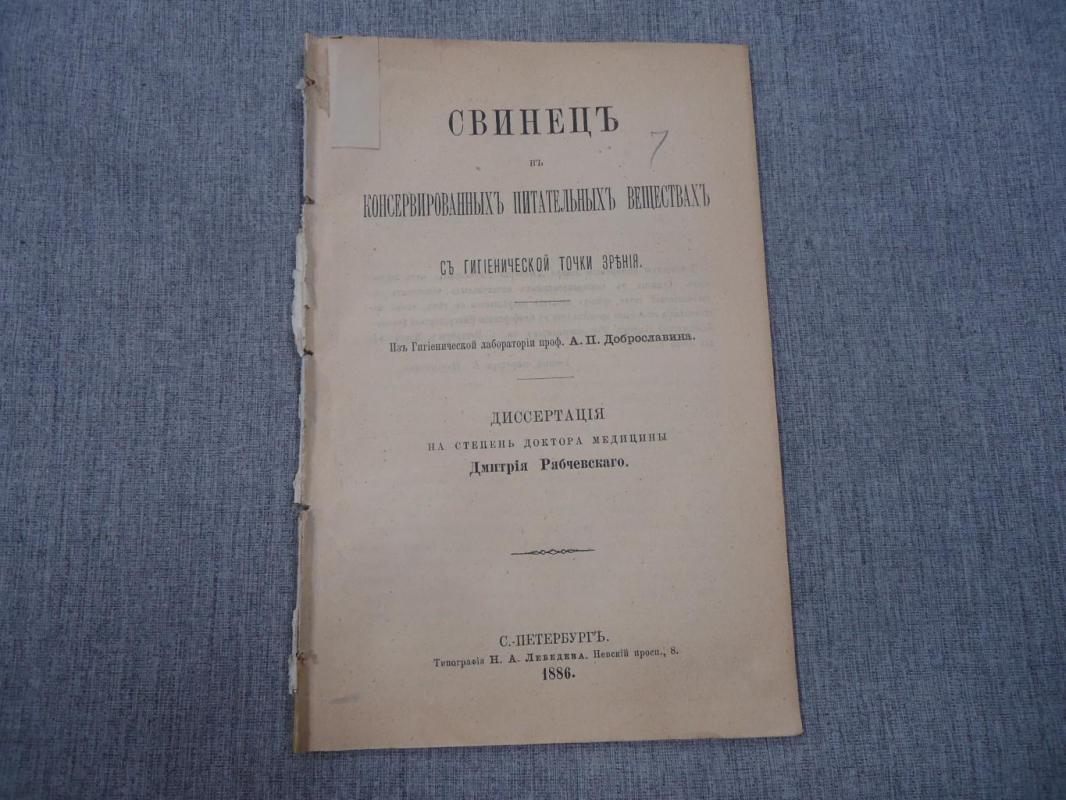 СВИНЕЦЪ
7
ВЪ
КОНСЕРВИРОВАННЫХЪ ПИТАТЕЛЬНЫХЪ ВЕЩЕСТВАХЪ
СЪ ГИГІЕНИЧЕСКОЙ ТОЧКИ ЗРѢНІЯ.
Изъ Гигіенической лабораторіи проф. А. П. Доброславина.
ДИССЕРТАЦІЯ
НА СТЕПЕНЬ ДОКТОРА МЕДИЦИНЫ
Дмитрія Рябчевскаго.
С.-ПЕТЕРБУРГЪ.
Типографія Н. А. ЛЕБЕДЕВА. Невскій просп., 8.
1886.